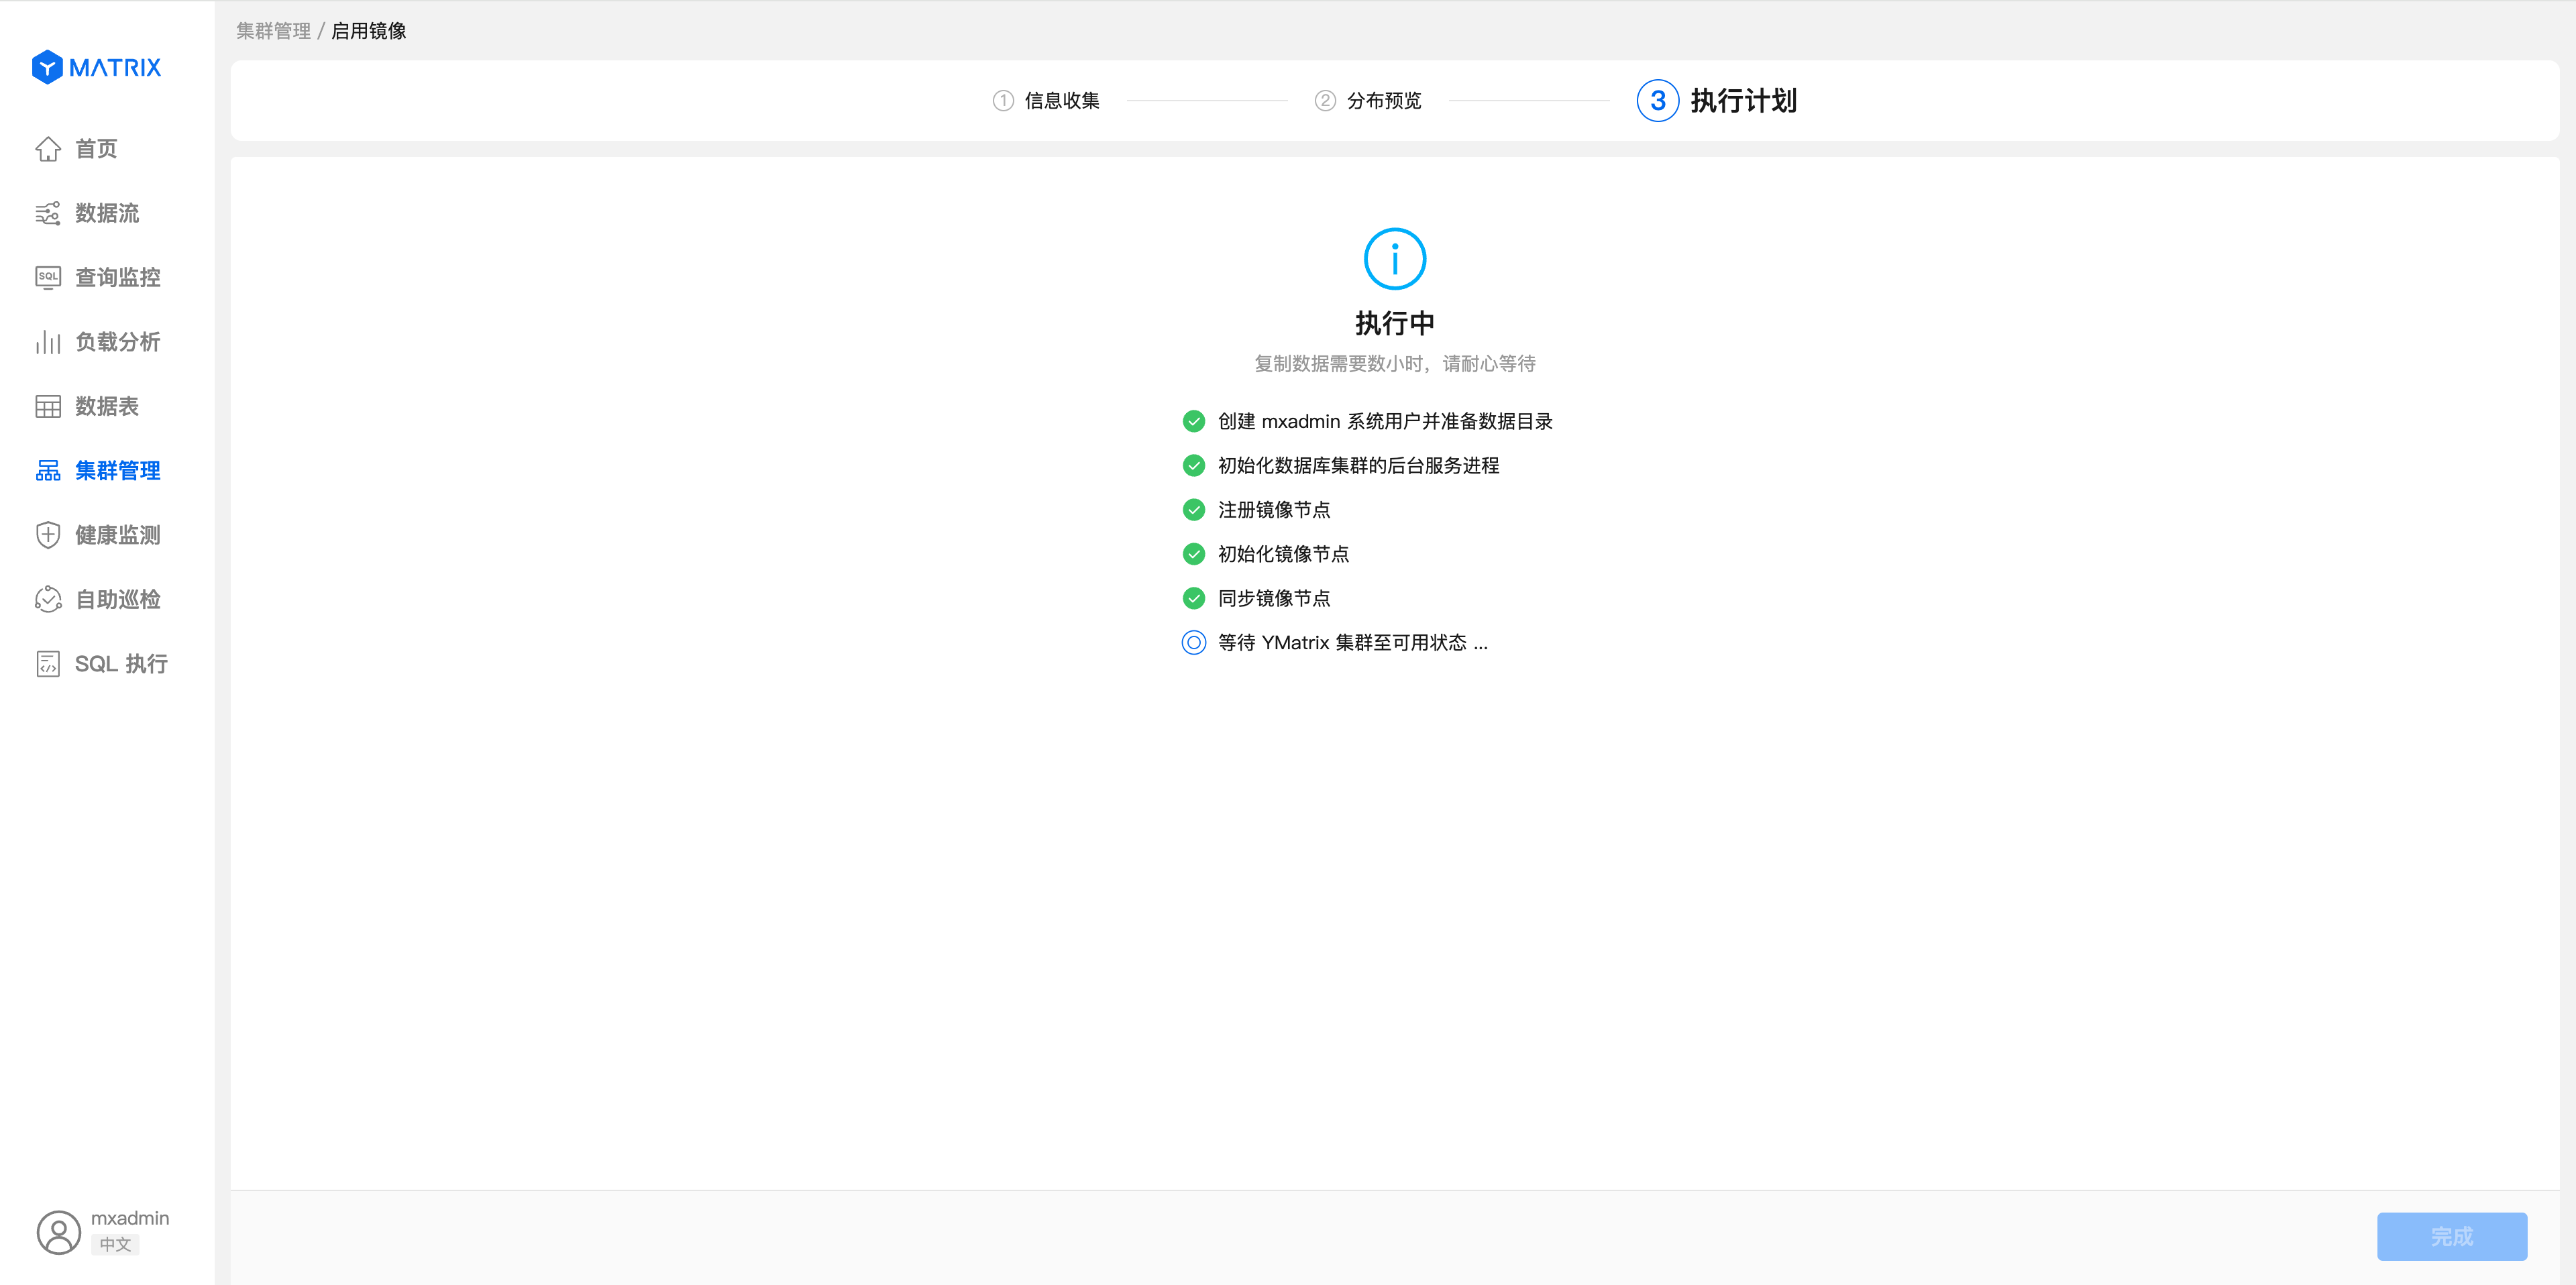 集群管理 / 启用镜像
MATRIX
首页
数据流
SQL 查询监控
负载分析
数据表
集群管理
健康监测
自助巡检
SQL 执行
mxadmin
中文
1 信息收集
2 分布预览
3 执行计划
执行中
复制数据需要数小时，请耐心等待
创建 mxadmin 系统用户并准备数据目录
初始化数据库集群的后台服务进程
注册镜像节点
初始化镜像节点
同步镜像节点
等待 YMatrix 集群至可用状态 ...
完成